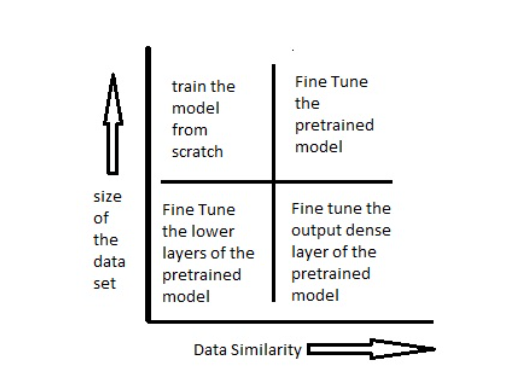 train the
model
from
scratch
Fine Tune
the
pretrained
model
size
of
the
data
set
Fine Tune
the lower
layers of the
pretrained
model
Fine tune the
output dense
layer of the
pretrained
model
Data Similarity